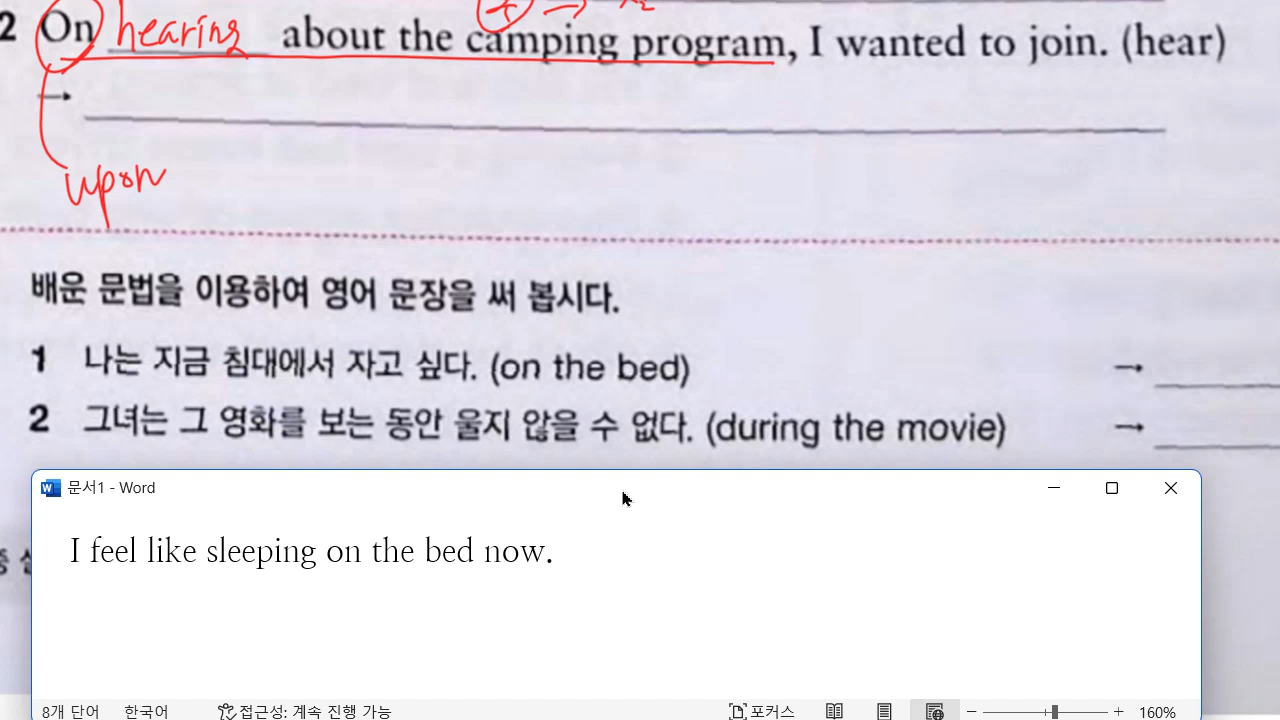 2 On hearing about the camping program, I wanted to join. (hear)
→
upon
배운 문법을 이용하여 영어 문장을 써 봅시다.
1 나는 지금 침대에서 자고 싶다. (on the bed) →
2 그녀는 그 영화를 보는 동안 울지 않을 수 없다. (during the movie) →
문서1 - Word
I feel like sleeping on the bed now.
8개 단어 한국어 접근성: 계속 진행 가능 포커스 160%